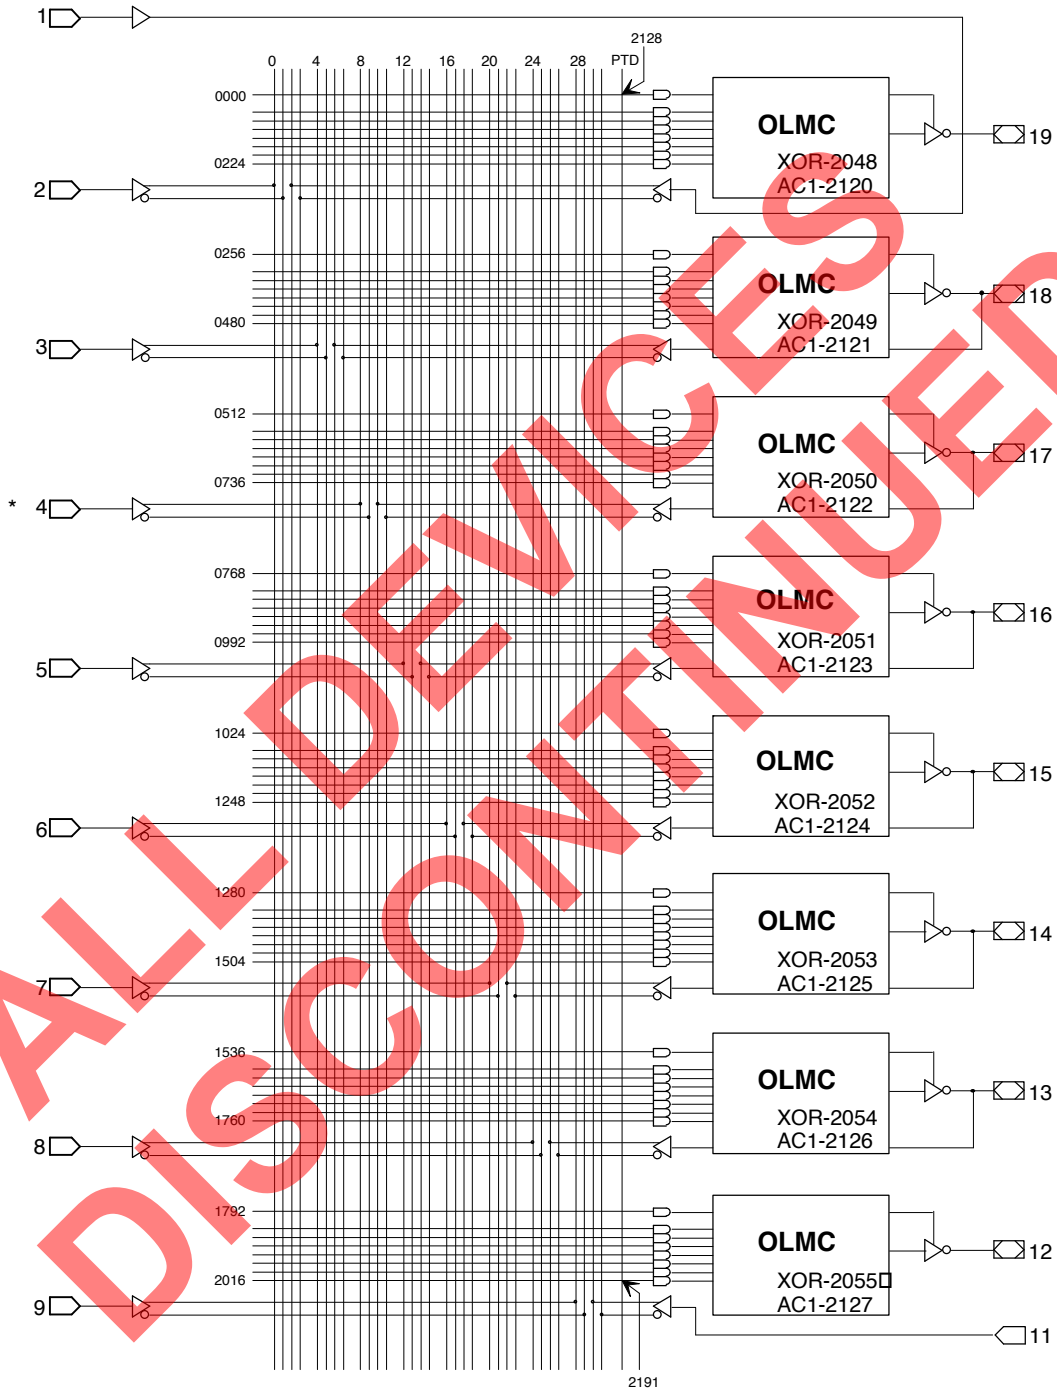 1
2128
0 4 8 12 16 20 24 28 PTD
0000
OLMC
19
XOR-2048
0224
AC1-2120
2
0256
OLMC
18
XOR-2049
0480
AC1-2121
3
0512
OLMC
17
XOR-2050
0736
AC1-2122
* 4
0768
OLMC
16
XOR-2051
0992
AC1-2123
5
1024
OLMC
15
XOR-2052
1248
AC1-2124
6
1280
OLMC
14
XOR-2053
1504
AC1-2125
7
1536
OLMC
13
XOR-2054
1760
AC1-2126
8
1792
OLMC
12
XOR-2055
2016
AC1-2127
9
11
2191
ALL DEVICES
DISCONTINUED